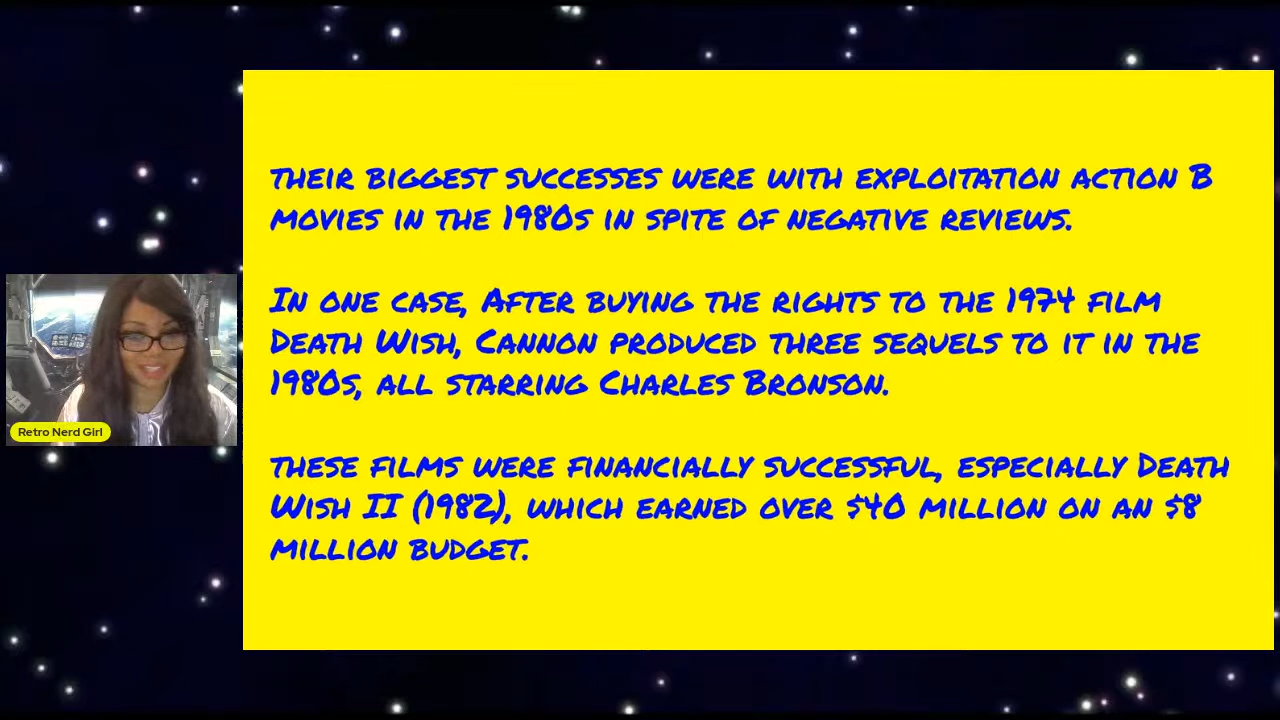 THEIR BIGGEST SUCCESSES WERE WITH EXPLOITATION ACTION B
MOVIES IN THE 1980S IN SPITE OF NEGATIVE REVIEWS.
IN ONE CASE, AFTER BUYING THE RIGHTS TO THE 1974 FILM
DEATH WISH, CANNON PRODUCED THREE SEQUELS TO IT IN THE
1980S, ALL STARRING CHARLES BRONSON.
THESE FILMS WERE FINANCIALLY SUCCESSFUL, ESPECIALLY DEATH
WISH II (1982), WHICH EARNED OVER $40 MILLION ON AN $8
MILLION BUDGET.
Retro Nerd Girl